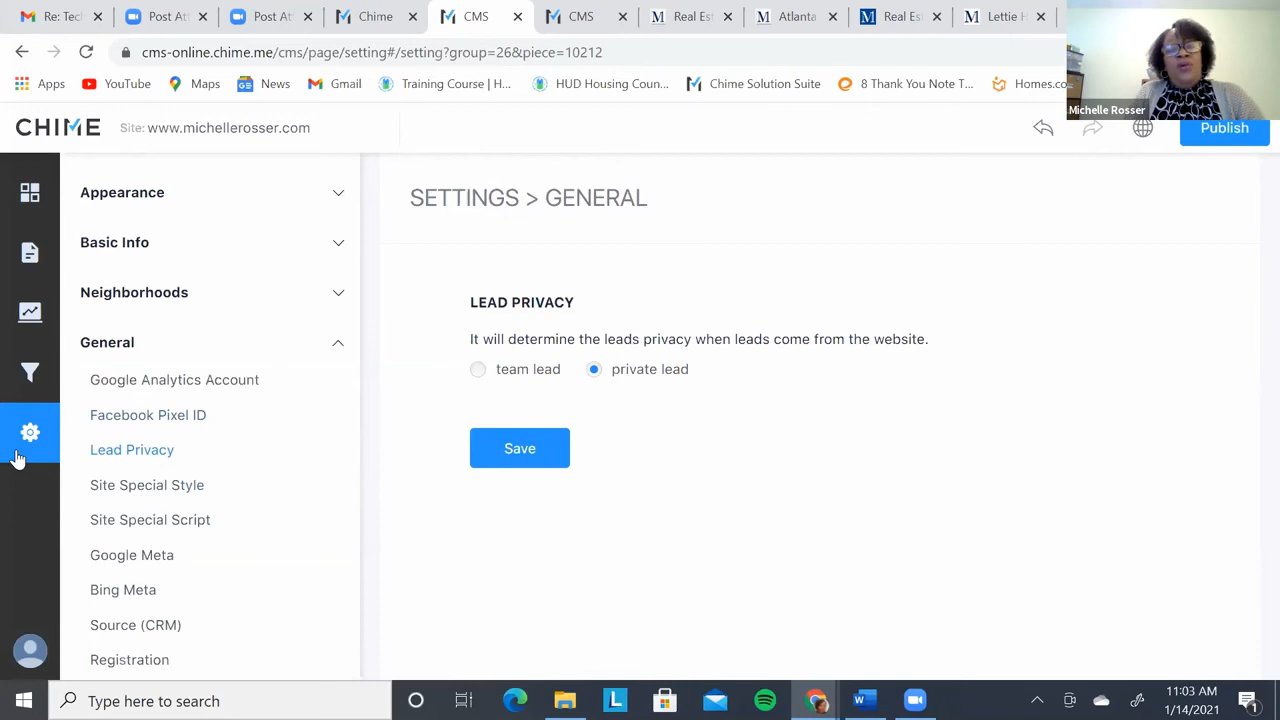 Re: Tech
Post Att
Post Att
Chime
CMS
CMS
Real Es
Atlanta
Real Es
Lettie H
cms-online.chime.me/cms/page/setting#/setting?group=26&piece=10212
Apps
YouTube
Maps
News
Gmail
Training Course | H...
HUD Housing Coun...
Chime Solution Suite
8 Thank You Note T...
Homes.co
Michelle Rosser
CHIME
Site: www.michellerosser.com
Publish
Appearance
Basic Info
Neighborhoods
General
Google Analytics Account
Facebook Pixel ID
Lead Privacy
Site Special Style
Site Special Script
Google Meta
Bing Meta
Source (CRM)
Registration
SETTINGS > GENERAL
LEAD PRIVACY
It will determine the leads privacy when leads come from the website.
team lead private lead
Save
Type here to search
11:03 AM
1/14/2021